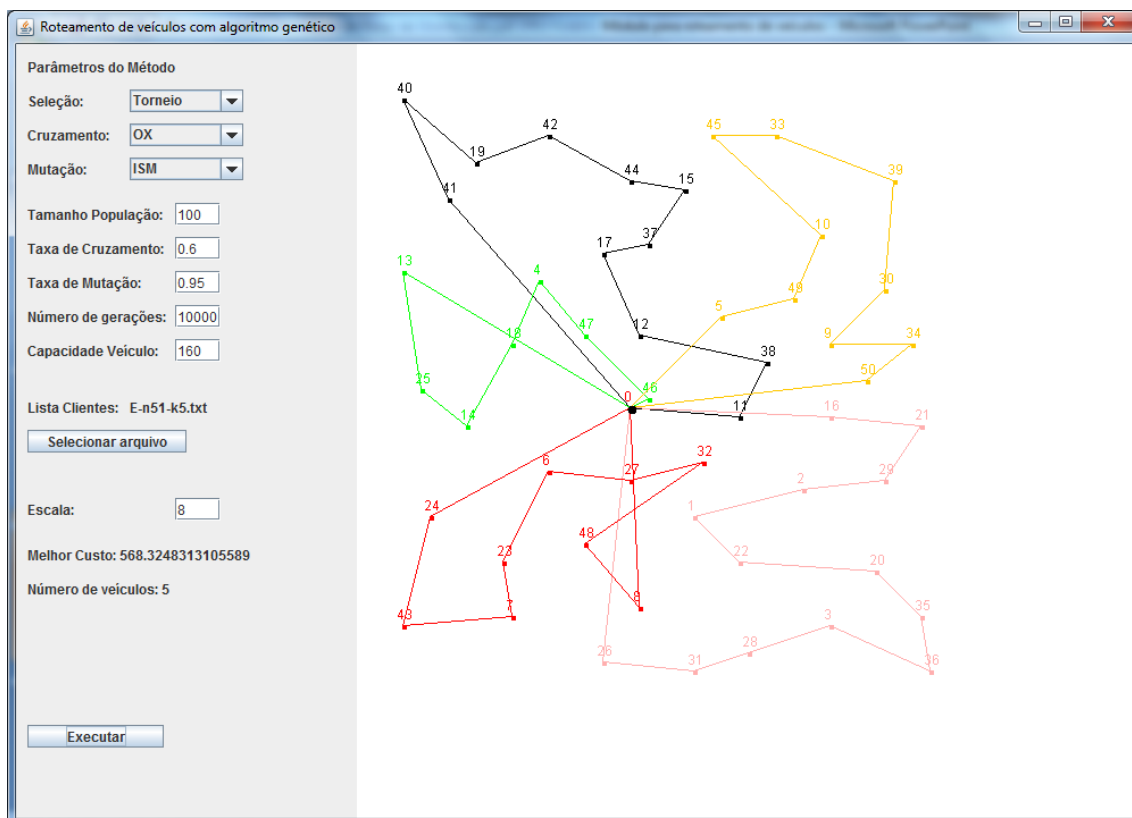 Roteamento de veículos com algoritmo genético
Parâmetros do Método
Seleção: Torneio
Cruzamento: OX
Mutação: ISM
Tamanho População: 100
Taxa de Cruzamento: 0.6
Taxa de Mutação: 0.95
Número de gerações: 10000
Capacidade Veículo: 160
Lista Clientes: E-n51-k5.txt
Selecionar arquivo
Escala: 8
Melhor Custo: 568.3248313105589
Número de veículos: 5
Executar
40
42
45 33
19
44 15 39
41
37 10
17
13 4
49 30
5
47 12 9 34
18
38
25 46 50
0
14 11 16 21
32
6 27
2 29
24 1
48
23 22 20
8
43 7 3 35
26 31 28 36